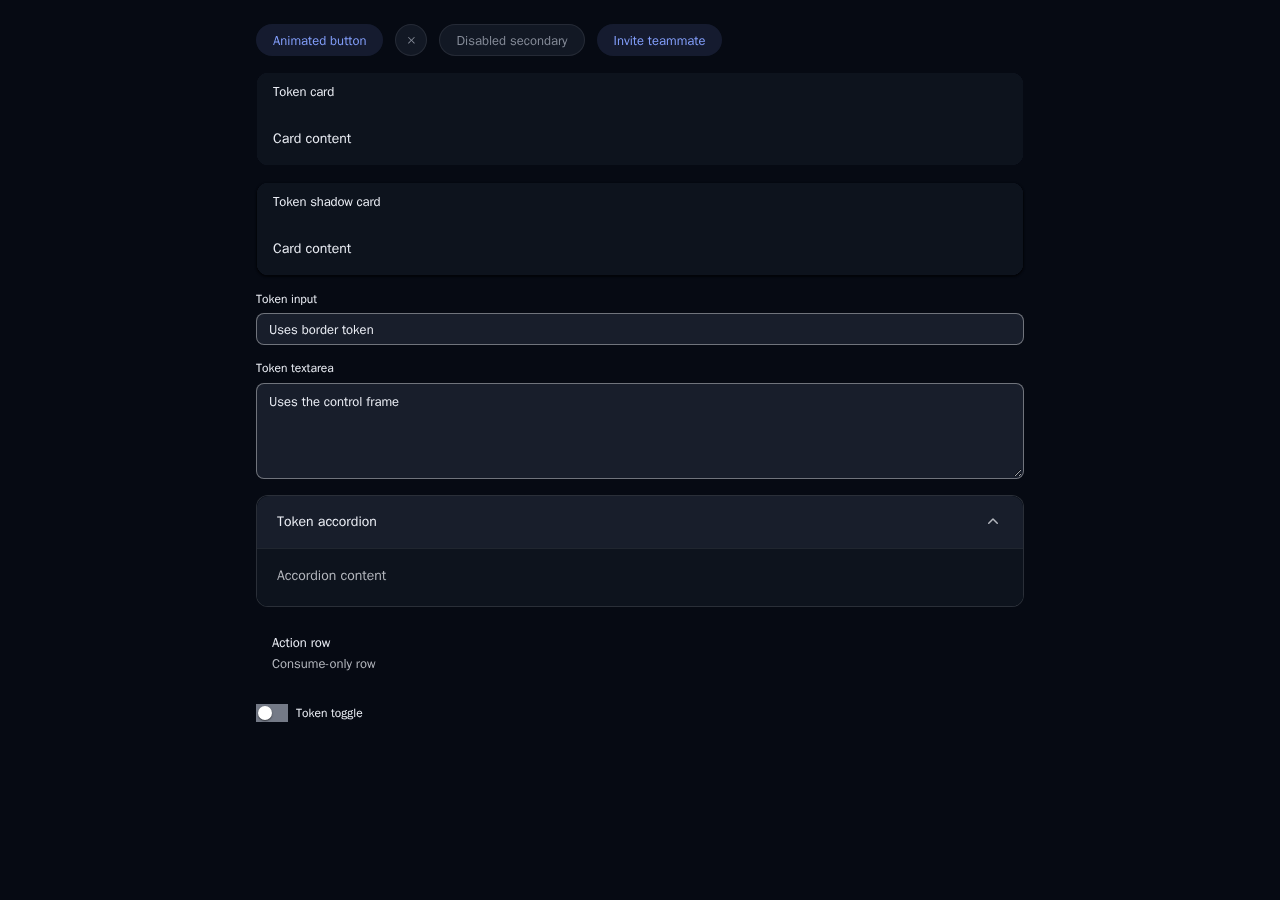 Animated button × Disabled secondary Invite teammate
Token card
Card content
Token shadow card
Card content
Token input
Uses border token
Token textarea
Uses the control frame
Token accordion
Accordion content
Action row
Consume-only row
Token toggle